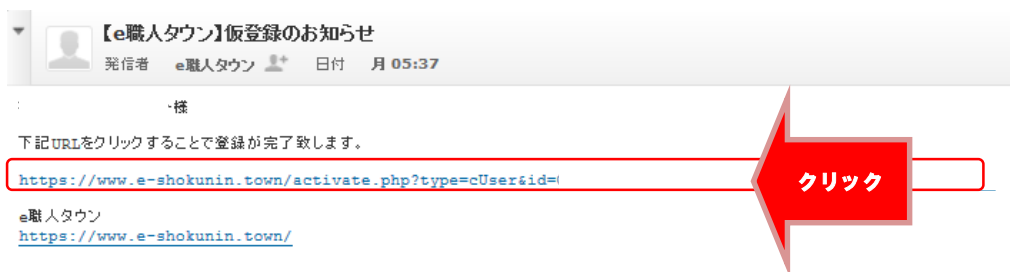 【e職人タウン】仮登録のお知らせ
発信者 e職人タウン 日付 月 05:37
様
下記URLをクリックすることで登録が完了致します。
https://www.e-shokunin.town/activate.php?type=cUser&id=
クリック
e職人タウン
https://www.e-shokunin.town/